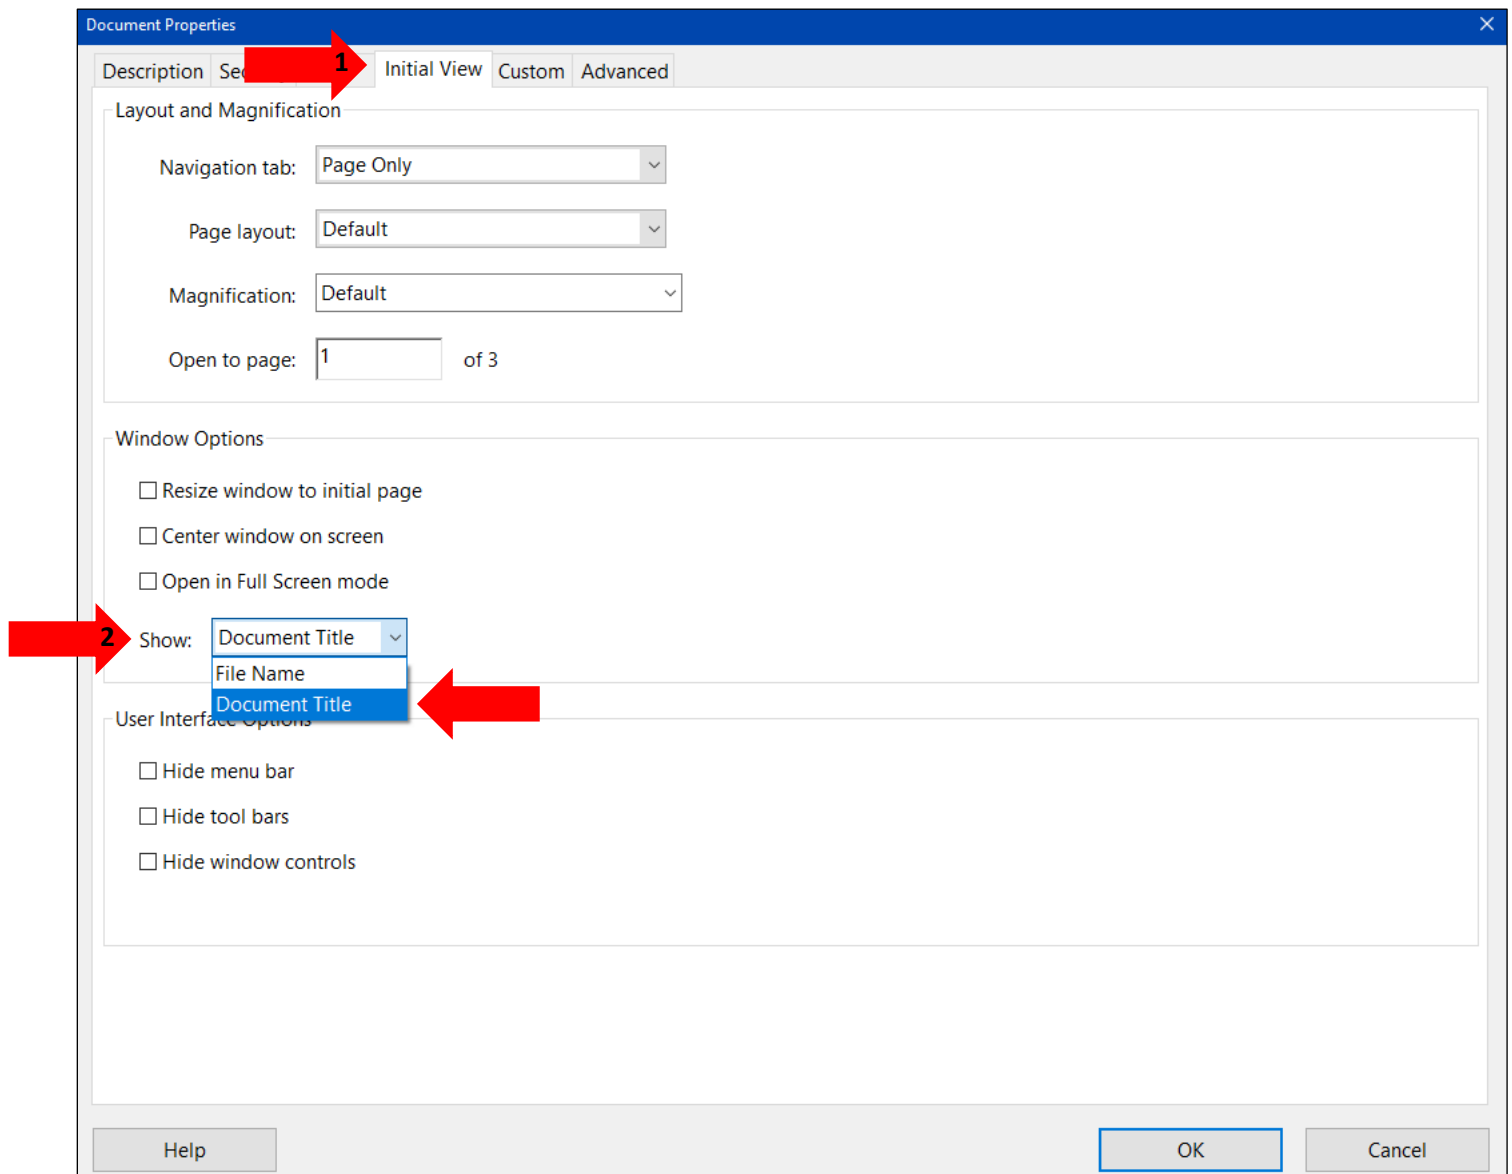 Document Properties
Description Se 1 Initial View Custom Advanced
Layout and Magnification
Navigation tab: Page Only
Page layout: Default
Magnification: Default
Open to page: 1 of 3
Window Options
Resize window to initial page
Center window on screen
Open in Full Screen mode
2 Show: Document Title
File Name
Document Title
User Interface Options
Hide menu bar
Hide tool bars
Hide window controls
Help OK Cancel